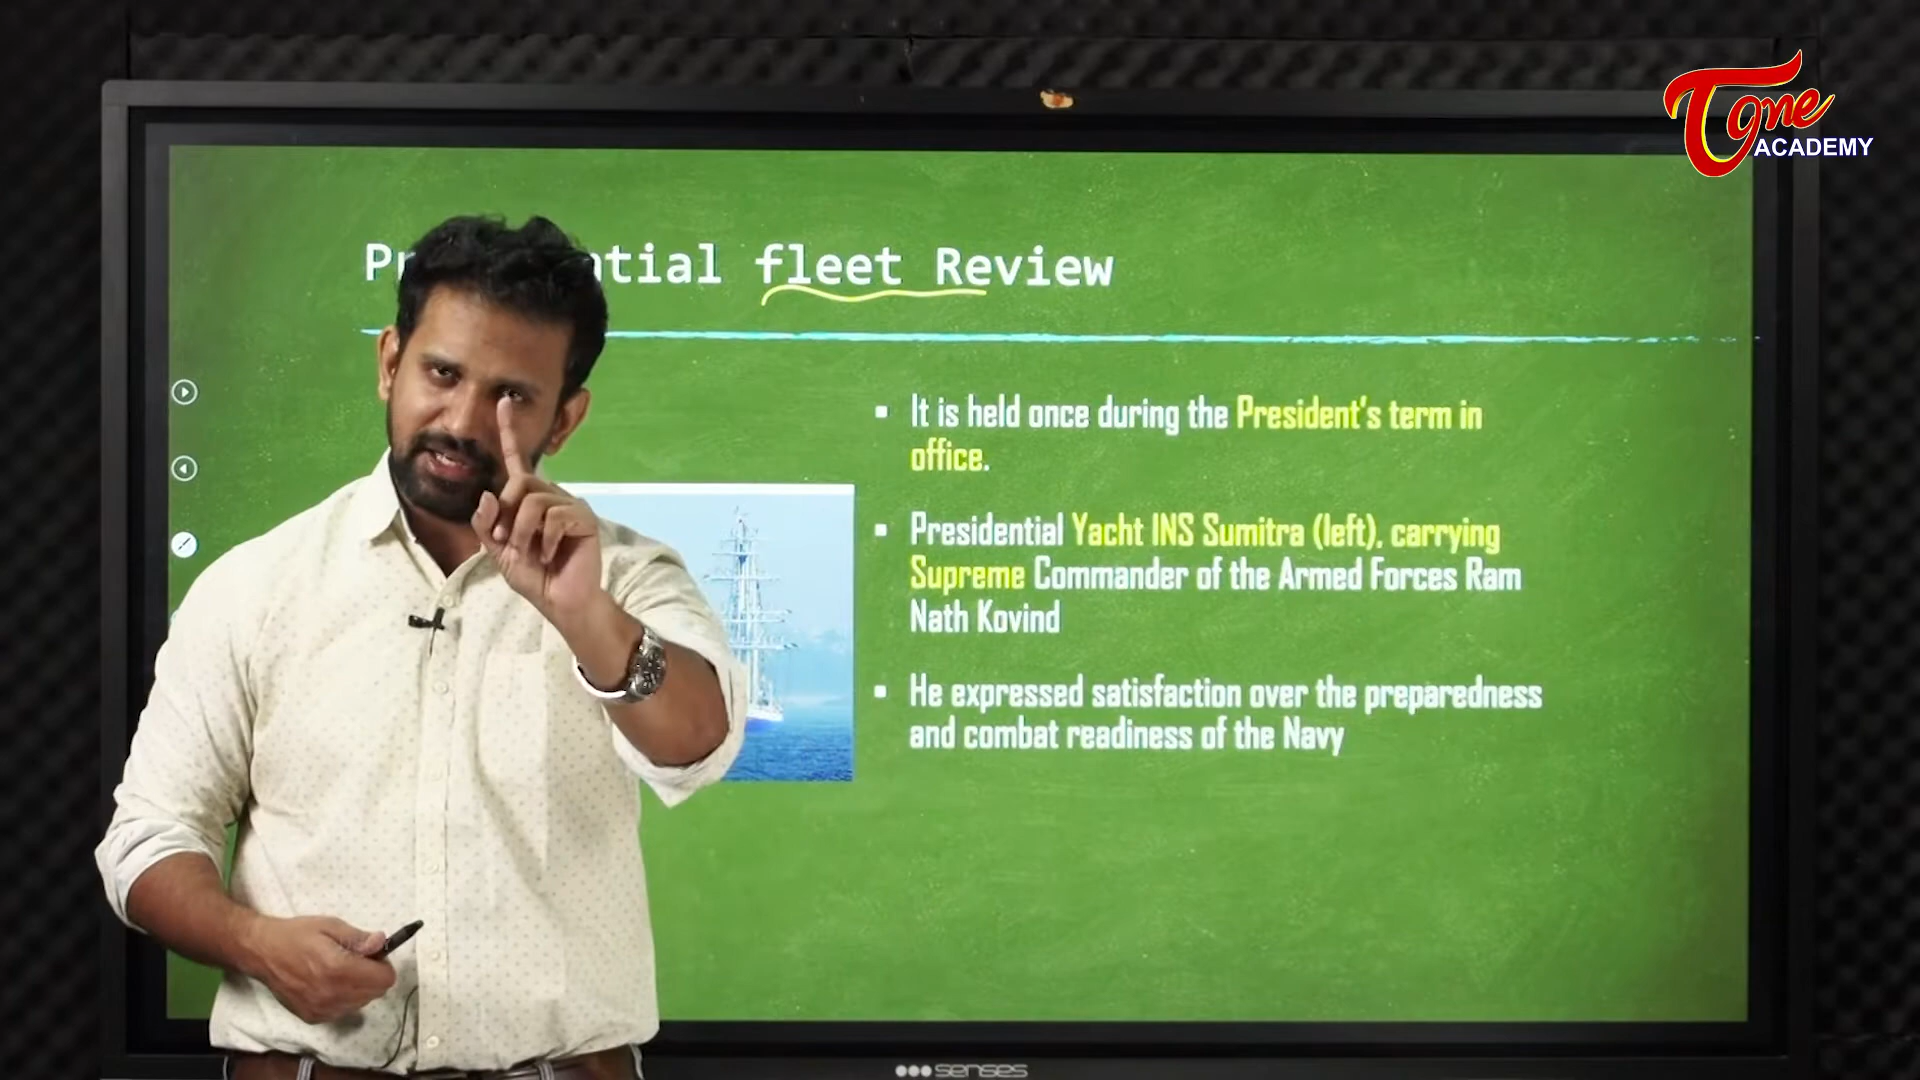 Tone
ACADEMY
fleet Review
It is held once during the President's term in
office.
Presidential Yacht INS Sumitra (left), carrying
Supreme Commander of the Armed Forces Ram
Nath Kovind
He expressed satisfaction over the preparedness
and combat readiness of the Navy
senses